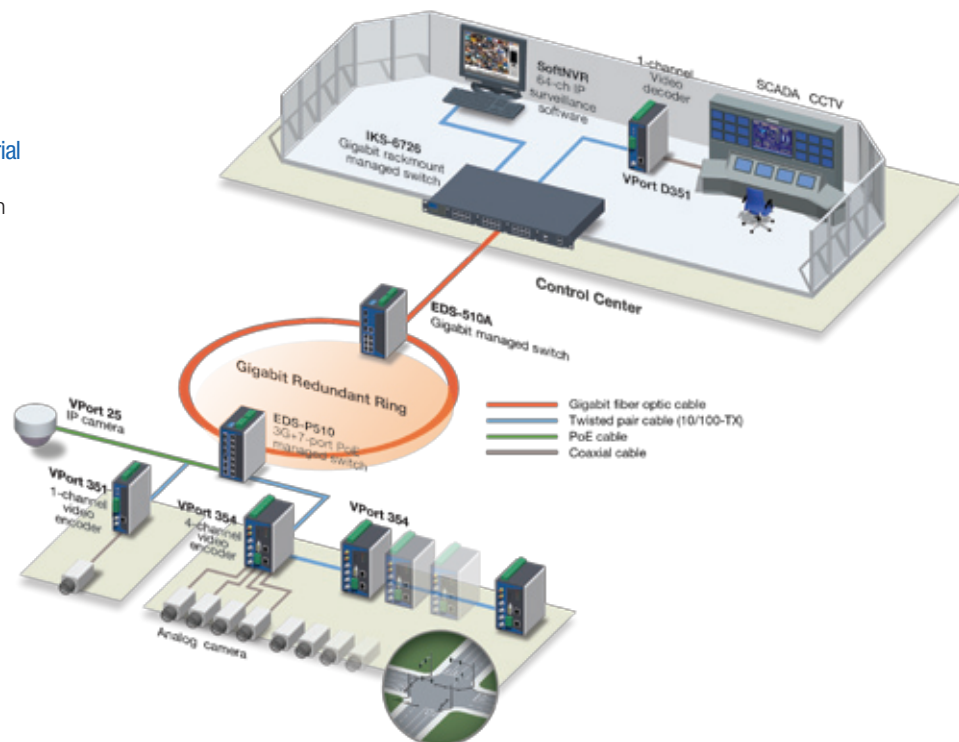 rial
n
SoftNVR
64-ch IP
surveillance
software
1-channel
Video
decoder
SCADA CCTV
IKS-6726
Gigabit rackmount
managed switch
VPort D351
Control Center
EDS-510A
Gigabit managed switch
Gigabit Redundant Ring
VPort 25
IP camera
EDS-P510
3G+7-port PoE
managed switch
Gigabit fiber optic cable
Twisted pair cable (10/100-TX)
PoE cable
Coaxial cable
VPort 351
1-channel
video
encoder
VPort 354
4-channel
video
encoder
VPort 354
Analog camera